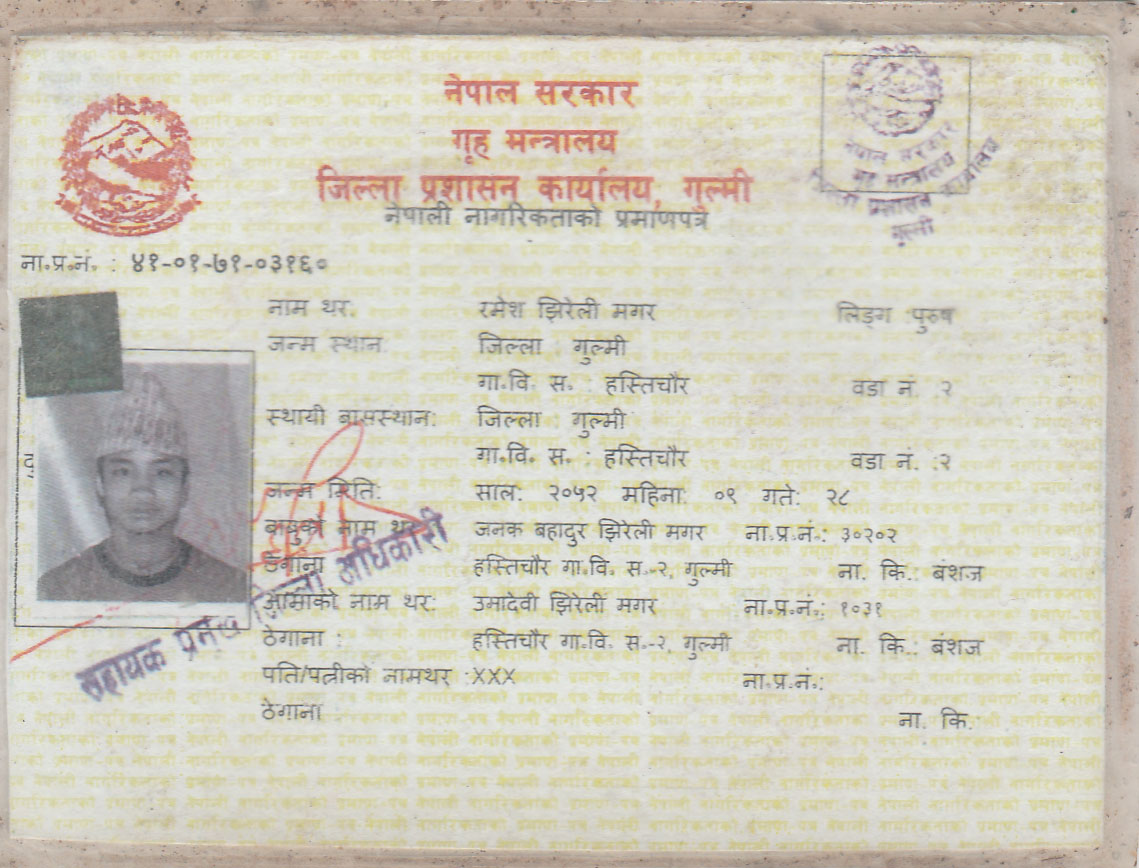 नेपाल सरकार
गृह मन्त्रालय
जिल्ला प्रशासन कार्यालय, गुल्मी
नेपाली नागरिकताको प्रमाणपत्र
नेपाल सरकार
गृह मन्त्रालय
जिल्ला प्रशासन कार्यालय
गुल्मी
ना.प्र.नं. : ४१-०१-७१-०३१६०
नाम थर: रमेश झिरेली मगर लिङ्ग पुरुष
जन्म स्थान जिल्ला गुल्मी
गा.वि. स. : हस्तिचौर वडा नं. :२
स्थायी बासस्थान: जिल्ला गुल्मी
गा.वि. स. : हस्तिचौर वडा नं. :२
जन्म मिति: साल: २०५२ महिना: ०९ गते: २८
बाबुको नाम थर जनक बहादुर झिरेली मगर ना.प्र.नं.: ३०२०२
ठेगाना हस्तिचौर गा.वि. स.-२, गुल्मी ना. कि.: बंशज
आमाको नाम थर: उमादेवी झिरेली मगर ना.प्र.नं.: १०३१
ठेगाना : हस्तिचौर गा.वि. स.-२, गुल्मी ना. कि.: बंशज
पति/पत्नीको नामथर :XXX ना.प्र.नं.:
ठेगाना ना. कि.
सहायक प्रमुख जिल्ला अधिकारी